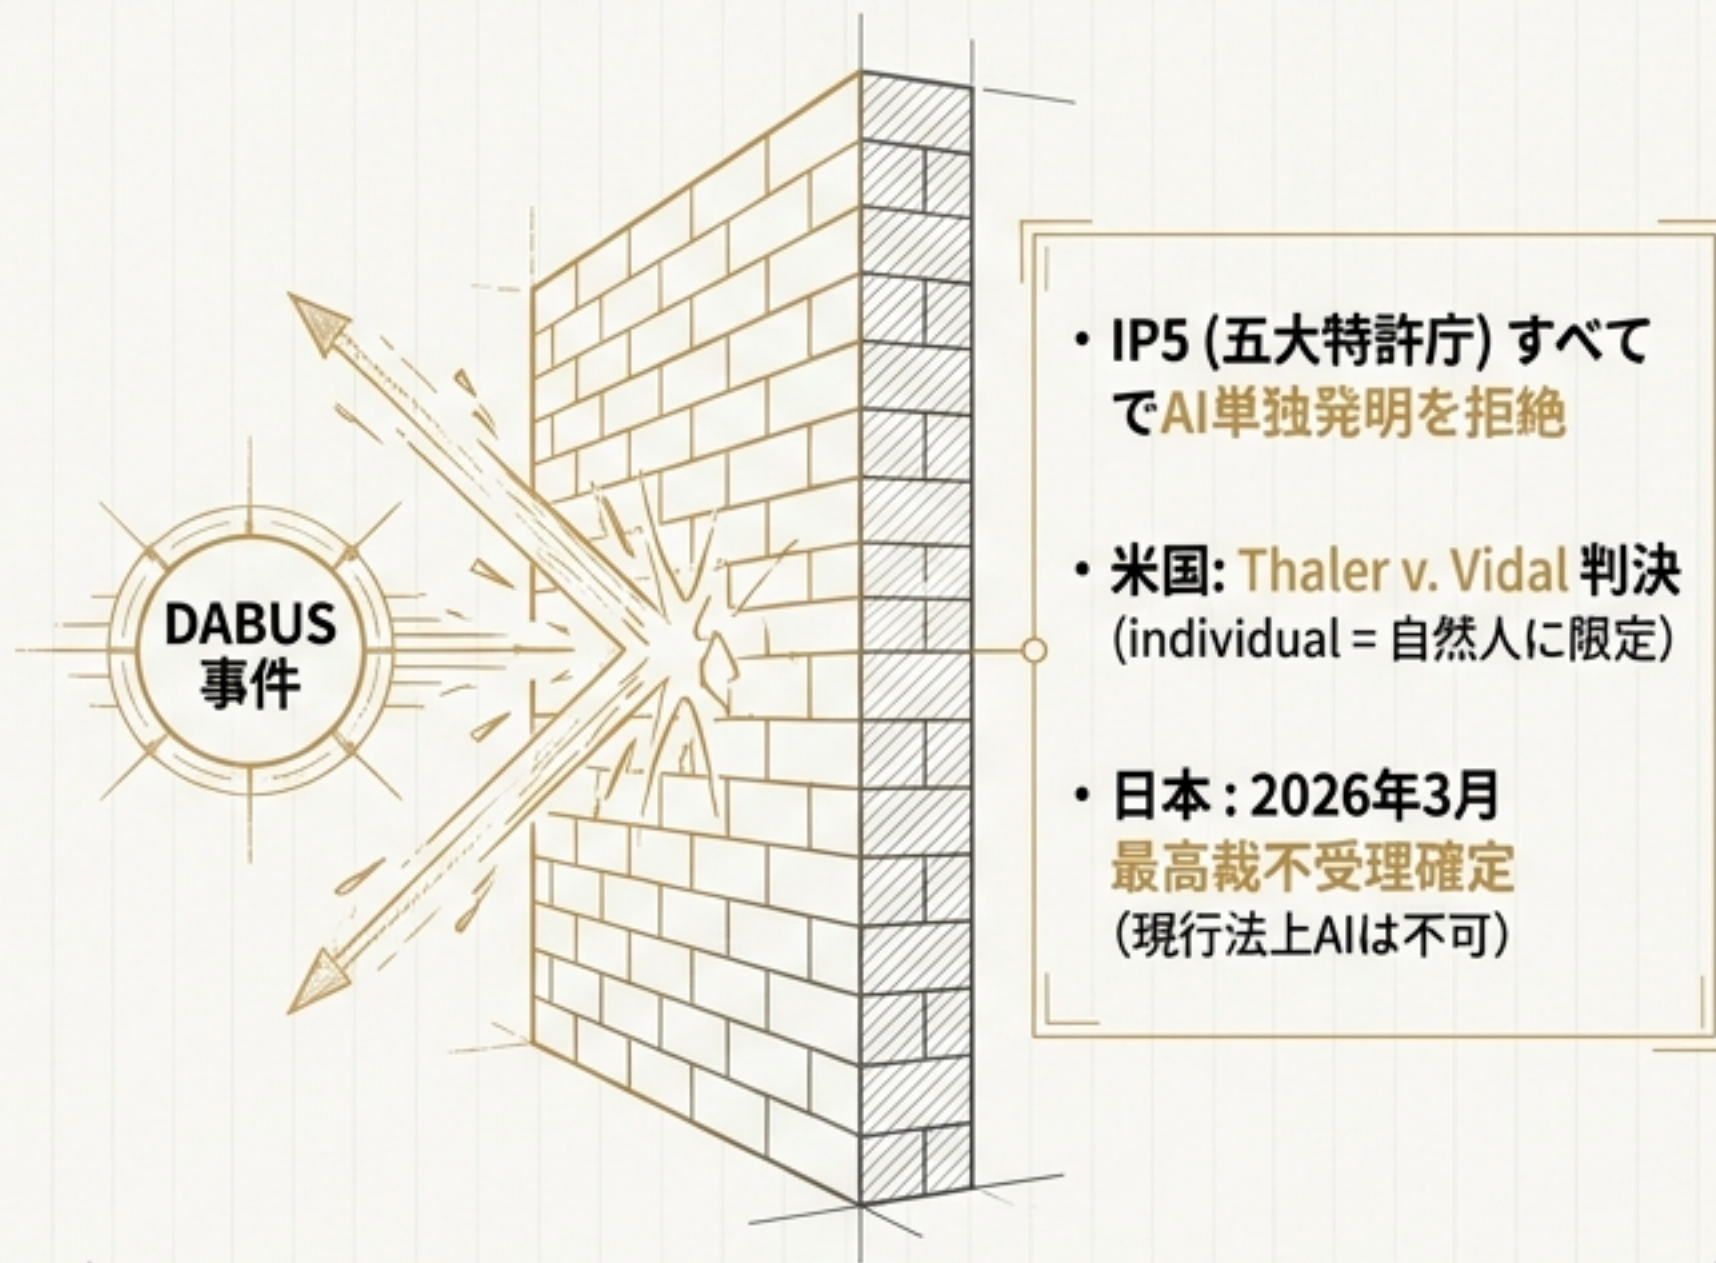 DABUS
事件
・IP5 (五大特許庁) すべて
でAI単独発明を拒絶
・米国: Thaler v. Vidal 判決
(individual = 自然人に限定)
・日本 : 2026年3月
最高裁不受理確定
(現行法上AIは不可)